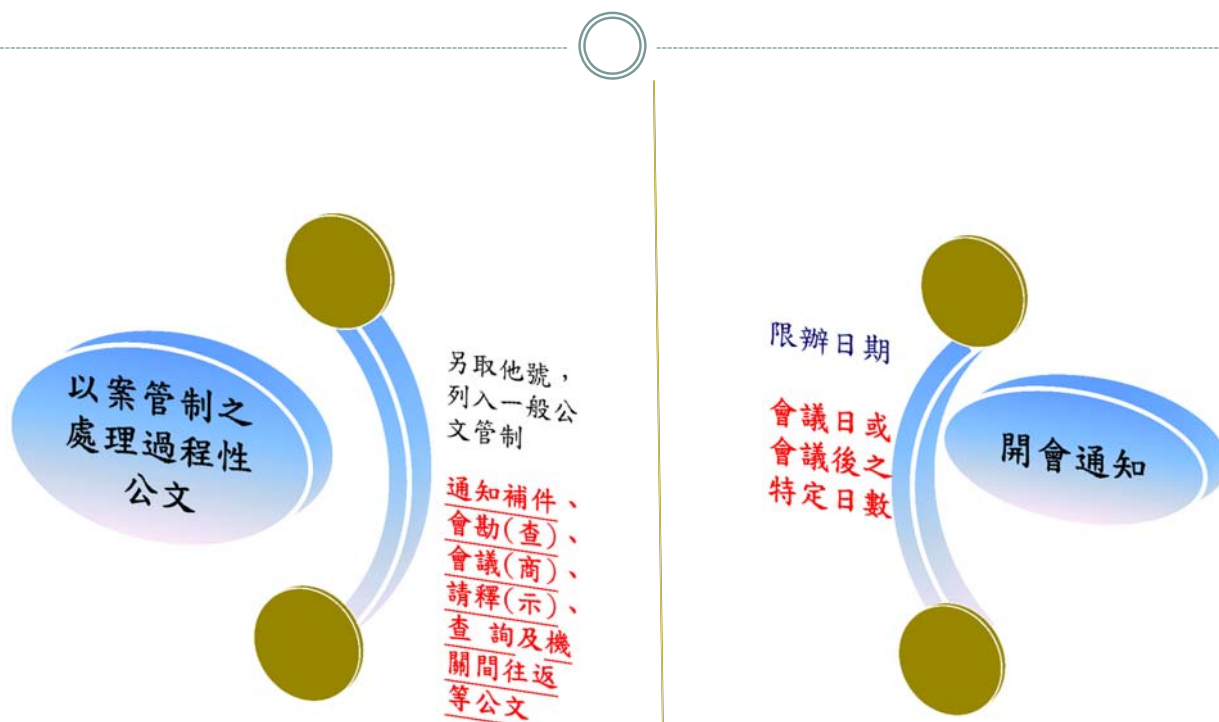 以案管制之
處理過程性
公文
另取他號，
列入一般公
文管制
通知補件、
會勘(查)、
會議(商)、
請釋(示)、
查 詢及機
關間往返
等公文
限辦日期
會議日或
會議後之
特定日數
開會通知